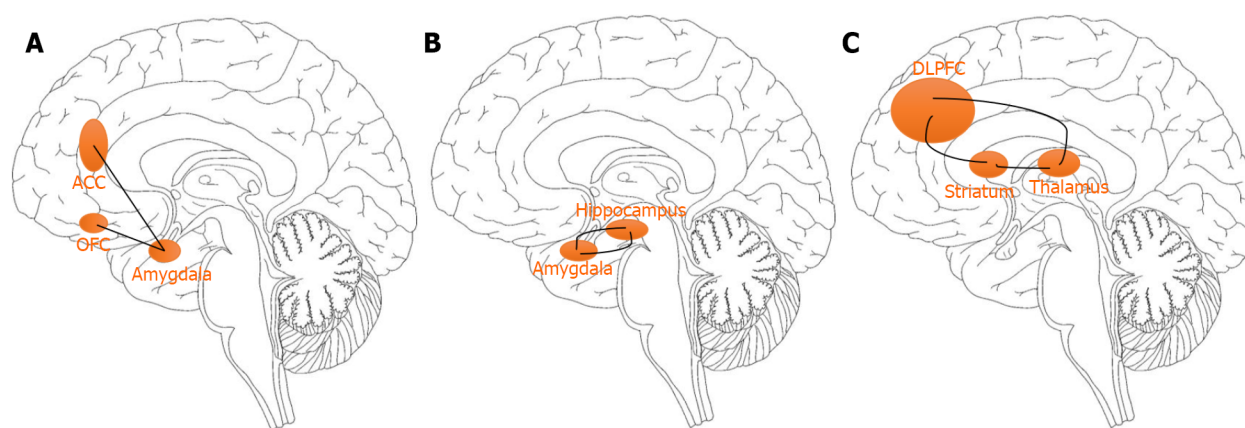 A
ACC
OFC
Amygdala
B
Hippocampus
Amygdala
C
DLPFC
Striatum
Thalamus